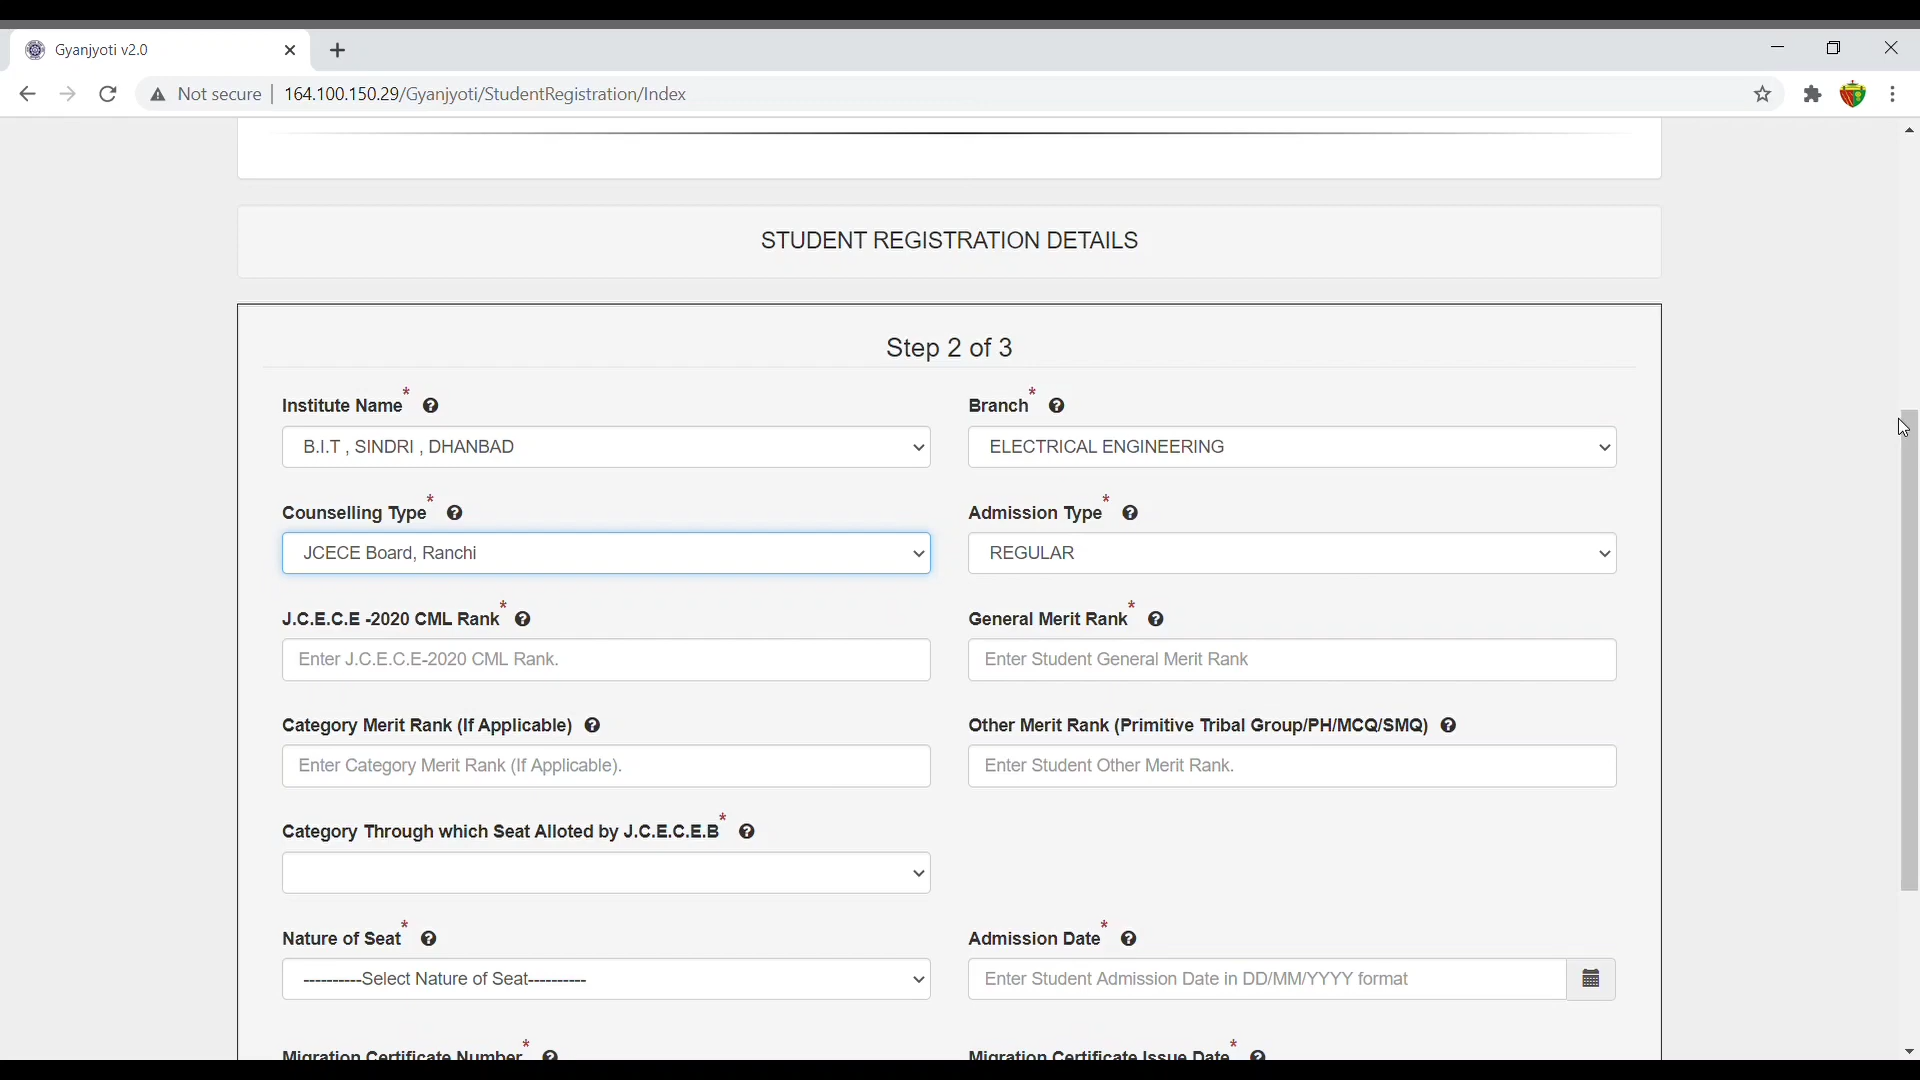 Gyanjyoti v2.0
Not secure | 164.100.150.29/Gyanjyoti/StudentRegistration/Index
STUDENT REGISTRATION DETAILS
Step 2 of 3
Institute Name* Branch*
B.I.T , SINDRI , DHANBAD ELECTRICAL ENGINEERING
Counselling Type* Admission Type*
JCECE Board, Ranchi REGULAR
J.C.E.C.E -2020 CML Rank* General Merit Rank*
Enter J.C.E.C.E-2020 CML Rank. Enter Student General Merit Rank
Category Merit Rank (If Applicable) Other Merit Rank (Primitive Tribal Group/PH/MCQ/SMQ)
Enter Category Merit Rank (If Applicable). Enter Student Other Merit Rank.
Category Through which Seat Alloted by J.C.E.C.E.B*
Nature of Seat* Admission Date*
----------Select Nature of Seat---------- Enter Student Admission Date in DD/MM/YYYY format
Migration Certificate Number* Migration Certificate Issue Date*